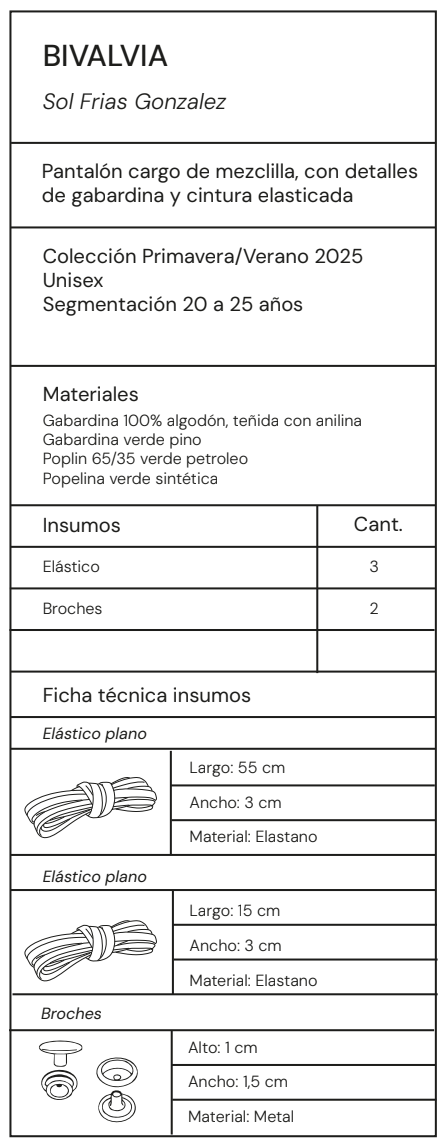 BIVALVIA
Sol Frias Gonzalez
Pantalón cargo de mezclilla, con detalles
de gabardina y cintura elasticada
Colección Primavera/Verano 2025
Unisex
Segmentación 20 a 25 años
Materiales
Gabardina 100% algodón, teñida con anilina
Gabardina verde pino
Poplin 65/35 verde petroleo
Popelina verde sintética
Insumos Cant.
Elástico 3
Broches 2
Ficha técnica insumos
Elástico plano
Largo: 55 cm
Ancho: 3 cm
Material: Elastano
Elástico plano
Largo: 15 cm
Ancho: 3 cm
Material: Elastano
Broches
Alto: 1 cm
Ancho: 1,5 cm
Material: Metal